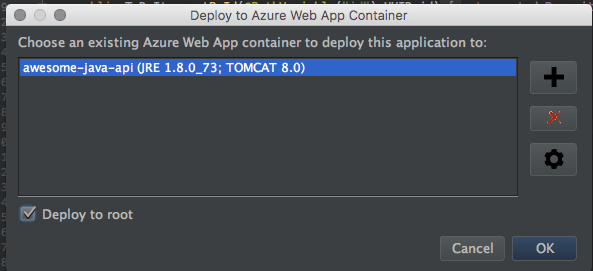 Deploy to Azure Web App Container
Choose an existing Azure Web App container to deploy this application to:
awesome-java-api (JRE 1.8.0_73; TOMCAT 8.0)
Deploy to root
Cancel
OK